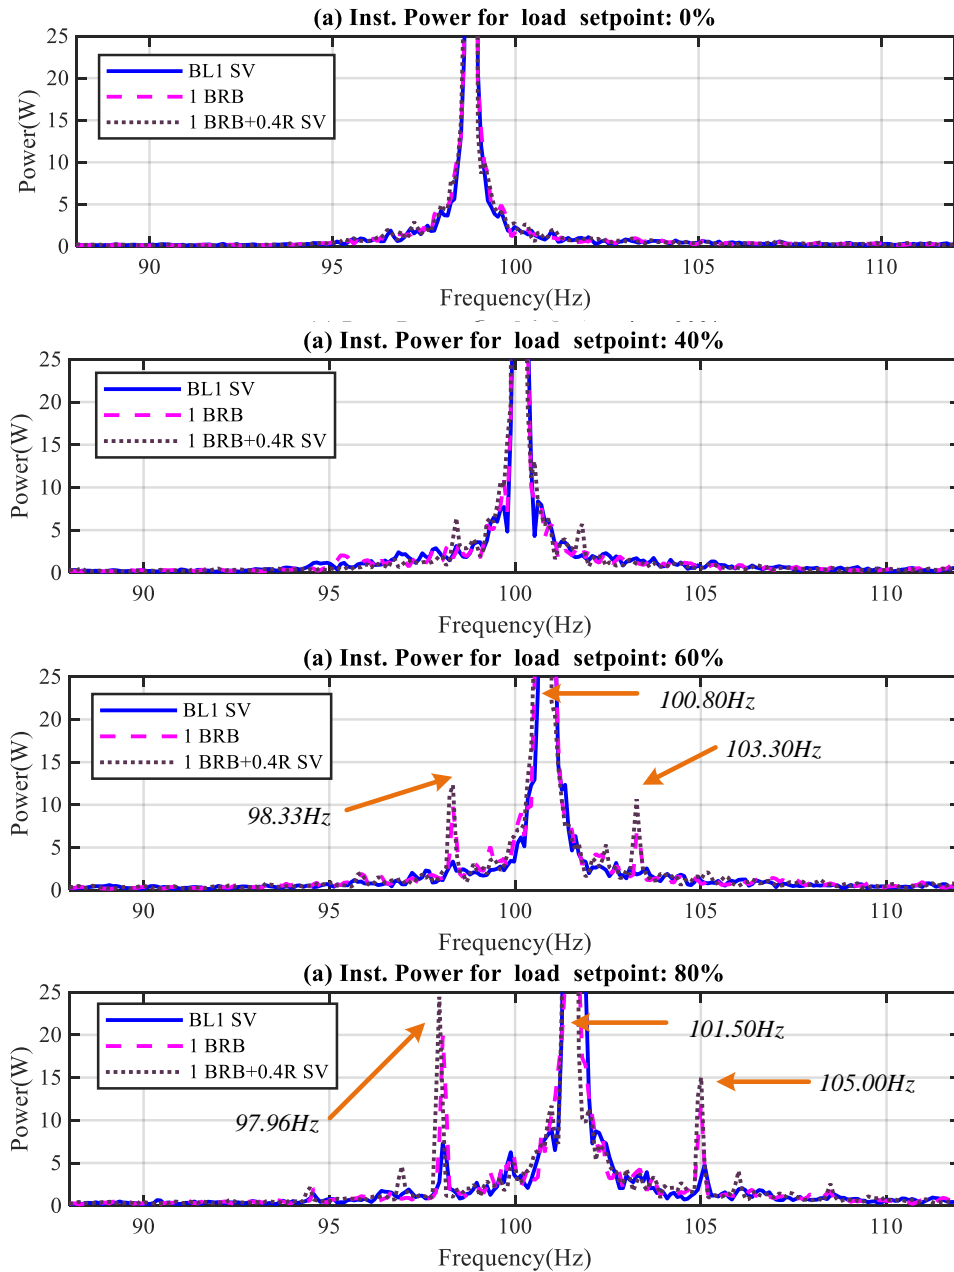 (a) Inst. Power for load setpoint: 0%
25
20
15
10
5
0
Power(W)
BL1 SV
1 BRB
1 BRB+0.4R SV
90 95 100 105 110
Frequency(Hz)
(a) Inst. Power for load setpoint: 40%
25
20
15
10
5
0
Power(W)
BL1 SV
1 BRB
1 BRB+0.4R SV
90 95 100 105 110
Frequency(Hz)
(a) Inst. Power for load setpoint: 60%
25
20
15
10
5
0
Power(W)
BL1 SV
1 BRB
1 BRB+0.4R SV
100.80Hz
103.30Hz
98.33Hz
90 95 100 105 110
Frequency(Hz)
(a) Inst. Power for load setpoint: 80%
25
20
15
10
5
0
Power(W)
BL1 SV
1 BRB
1 BRB+0.4R SV
101.50Hz
105.00Hz
97.96Hz
90 95 100 105 110
Frequency(Hz)